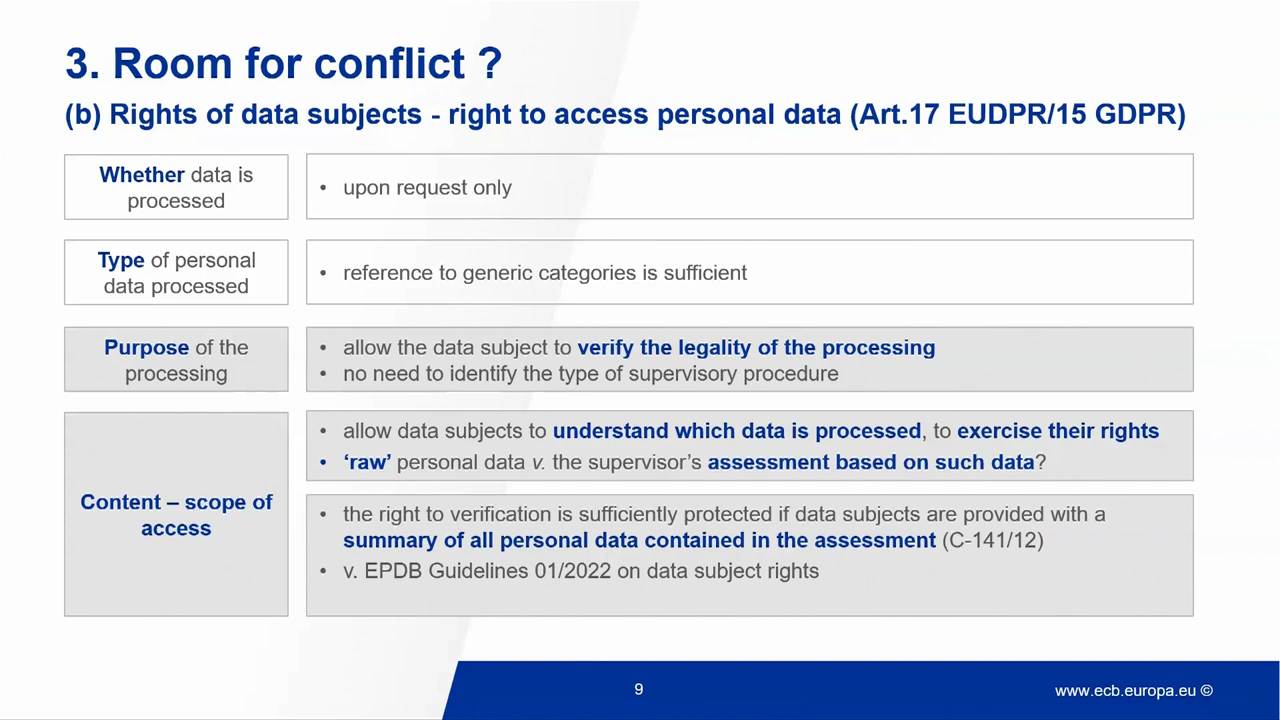 3. Room for conflict ?
(b) Rights of data subjects - right to access personal data (Art.17 EUDPR/15 GDPR)
Whether data is
processed
• upon request only
Type of personal
data processed
• reference to generic categories is sufficient
Purpose of the
processing
• allow the data subject to verify the legality of the processing
• no need to identify the type of supervisory procedure
Content – scope of
access
• allow data subjects to understand which data is processed, to exercise their rights
• ‘raw’ personal data v. the supervisor’s assessment based on such data?
• the right to verification is sufficiently protected if data subjects are provided with a
summary of all personal data contained in the assessment (C-141/12)
• v. EPDB Guidelines 01/2022 on data subject rights
9
www.ecb.europa.eu ©